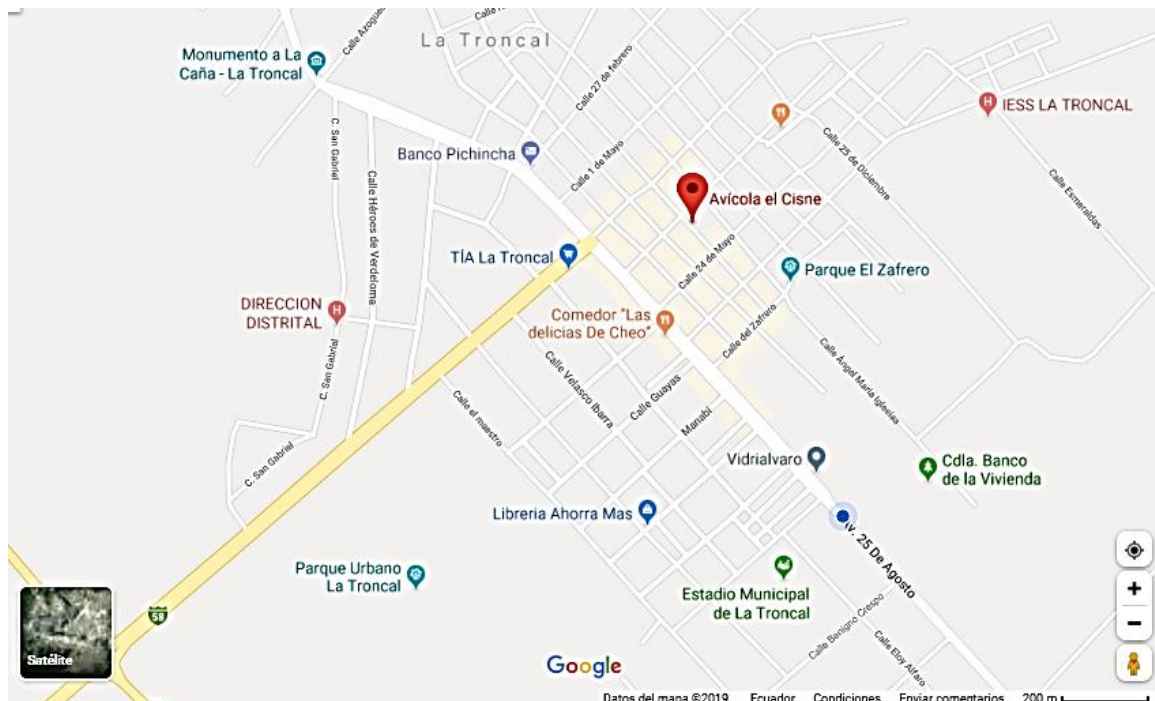 La Troncal
Monumento a La
Caña - La Troncal
Calle Azogues
Calle 27 de febrero
IESS LA TRONCAL
Banco Pichincha
Calle 1 de Mayo
Calle 25 de Diciembre
C. San Gabriel
Calle Héroes de Verdeloma
Avícola el Cisne
Calle Esmeraldas
TÍA La Troncal
Calle 24 de Mayo
Parque El Zafrero
DIRECCION
DISTRITAL
Comedor "Las
delicias De Cheo"
Calle del Zafrero
C. San Gabriel
Calle Velasco Ibarra
Calle Guayas
Calle Ángel María Iglesias
Calle el maestro
Manabí
C. San Gabriel
Vidrialvaro
Cdla. Banco
de la Vivienda
Libreria Ahorra Mas
Av. 25 De Agosto
Parque Urbano
La Troncal
Estadio Municipal
de La Troncal
58
Calle Benigno Crespo
Calle Eloy Alfaro
Satélite
Google
Datos del mapa ©2019 Ecuador Condiciones Enviar comentarios 200 m